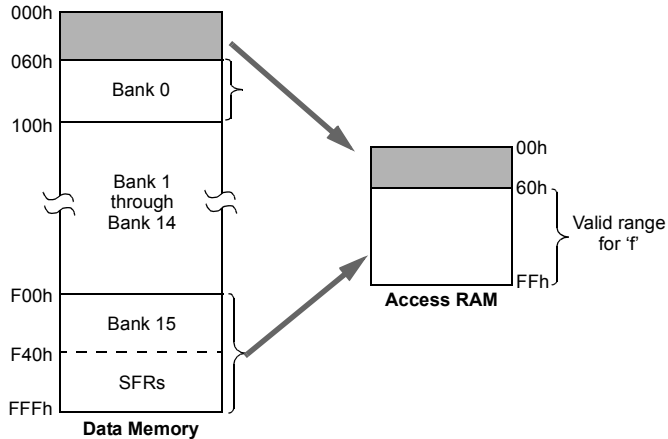 000h
060h
Bank 0
100h
Bank 1
through
Bank 14
F00h
Bank 15
F40h
SFRs
FFFh
Data Memory
00h
60h
Valid range
for ‘f’
FFh
Access RAM